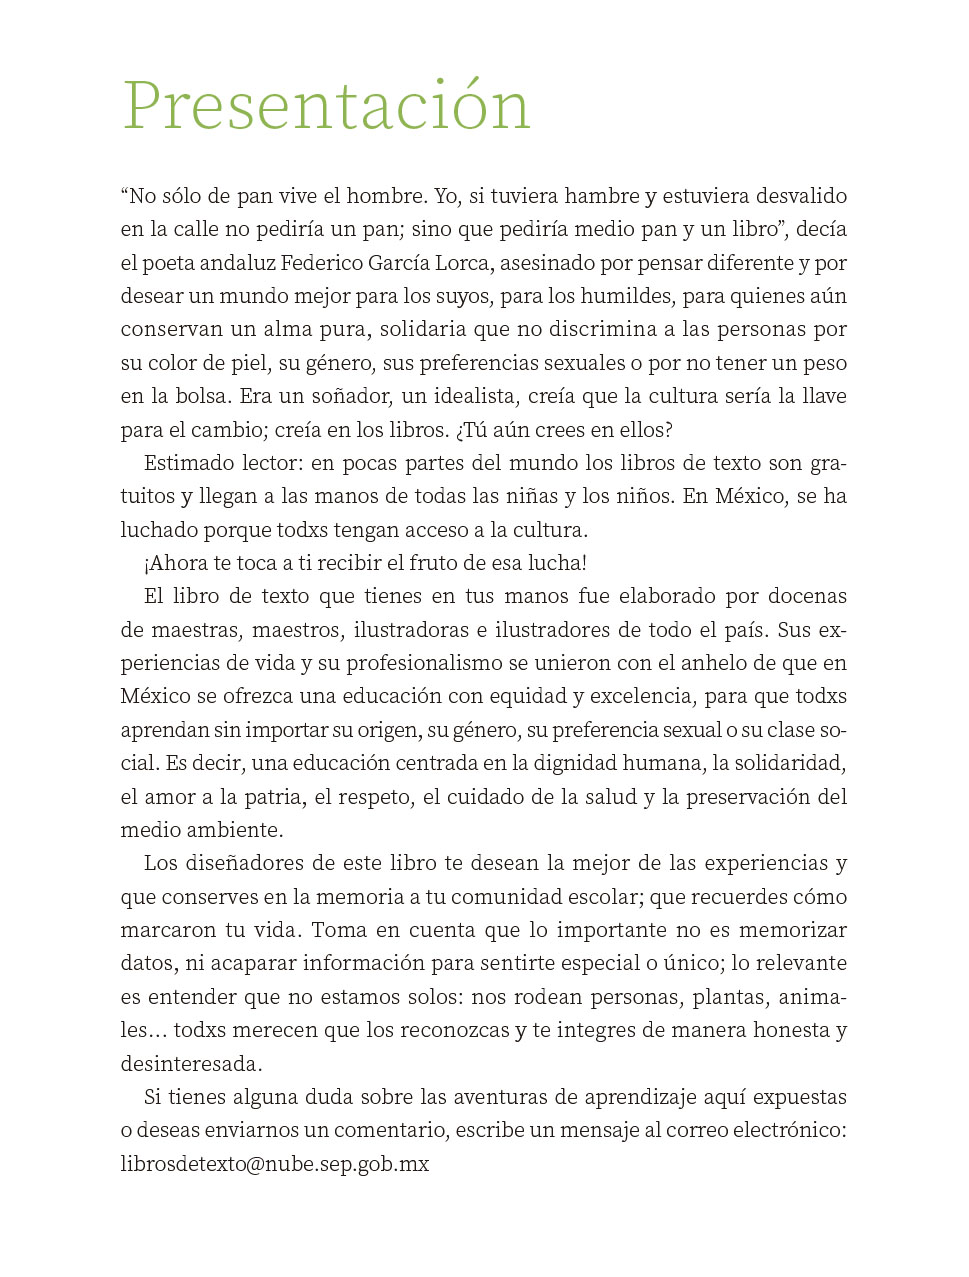 Presentación
“No sólo de pan vive el hombre. Yo, si tuviera hambre y estuviera desvalido
en la calle no pediría un pan; sino que pediría medio pan y un libro”, decía
el poeta andaluz Federico García Lorca, asesinado por pensar diferente y por
desear un mundo mejor para los suyos, para los humildes, para quienes aún
conservan un alma pura, solidaria que no discrimina a las personas por
su color de piel, su género, sus preferencias sexuales o por no tener un peso
en la bolsa. Era un soñador, un idealista, creía que la cultura sería la llave
para el cambio; creía en los libros. ¿Tú aún crees en ellos?
Estimado lector: en pocas partes del mundo los libros de texto son gra-
tuitos y llegan a las manos de todas las niñas y los niños. En México, se ha
luchado porque todxs tengan acceso a la cultura.
¡Ahora te toca a ti recibir el fruto de esa lucha!
El libro de texto que tienes en tus manos fue elaborado por docenas
de maestras, maestros, ilustradoras e ilustradores de todo el país. Sus ex-
periencias de vida y su profesionalismo se unieron con el anhelo de que en
México se ofrezca una educación con equidad y excelencia, para que todxs
aprendan sin importar su origen, su género, su preferencia sexual o su clase so-
cial. Es decir, una educación centrada en la dignidad humana, la solidaridad,
el amor a la patria, el respeto, el cuidado de la salud y la preservación del
medio ambiente.
Los diseñadores de este libro te desean la mejor de las experiencias y
que conserves en la memoria a tu comunidad escolar; que recuerdes cómo
marcaron tu vida. Toma en cuenta que lo importante no es memorizar
datos, ni acaparar información para sentirte especial o único; lo relevante
es entender que no estamos solos: nos rodean personas, plantas, anima-
les… todxs merecen que los reconozcas y te integres de manera honesta y
desinteresada.
Si tienes alguna duda sobre las aventuras de aprendizaje aquí expuestas
o deseas enviarnos un comentario, escribe un mensaje al correo electrónico:
librosdetexto@nube.sep.gob.mx